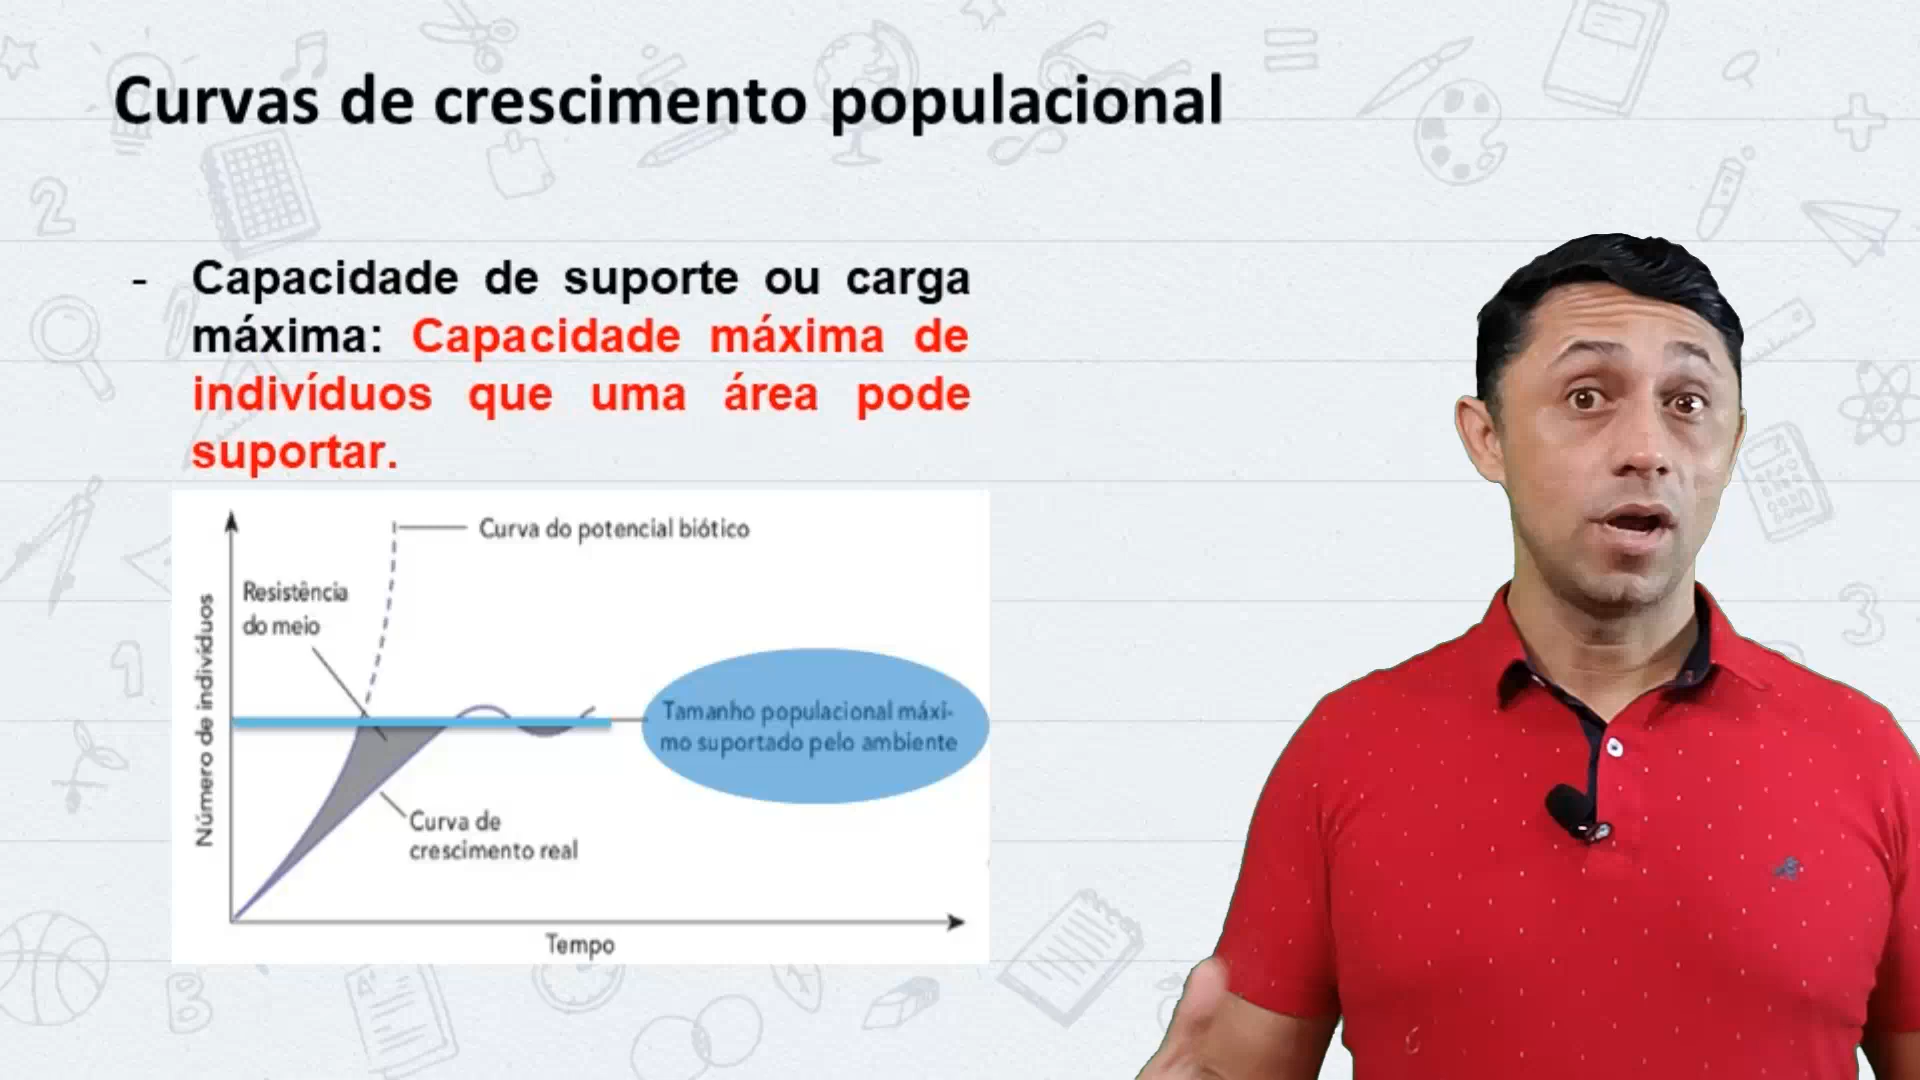 Curvas de crescimento populacional
- Capacidade de suporte ou carga
máxima: Capacidade máxima de
indivíduos que uma área pode
suportar.
Curva do potencial biótico
Resistência
do meio
Número de indivíduos
Tamanho populacional máxi-
mo suportado pelo ambiente
Curva de
crescimento real
Tempo